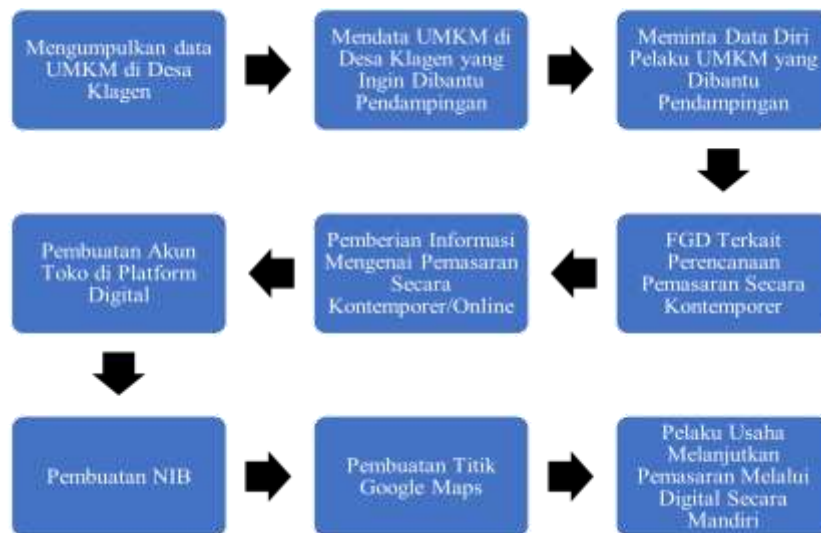 Mengumpulkan data
UMKM di Desa
Klagen
Mendata UMKM di
Desa Klagen yang
Ingin Dibantu
Pendampingan
Meminta Data Diri
Pelaku UMKM yang
Dibantu
Pendampingan
FGD Terkait
Perencanaan
Pemasaran Secara
Kontemporer
Pemberian Informasi
Mengenai Pemasaran
Secara
Kontemporer/Online
Pembuatan Akun
Toko di Platform
Digital
Pembuatan NIB
Pembuatan Titik
Google Maps
Pelaku Usaha
Melanjutkan
Pemasaran Melalui
Digital Secara
Mandiri